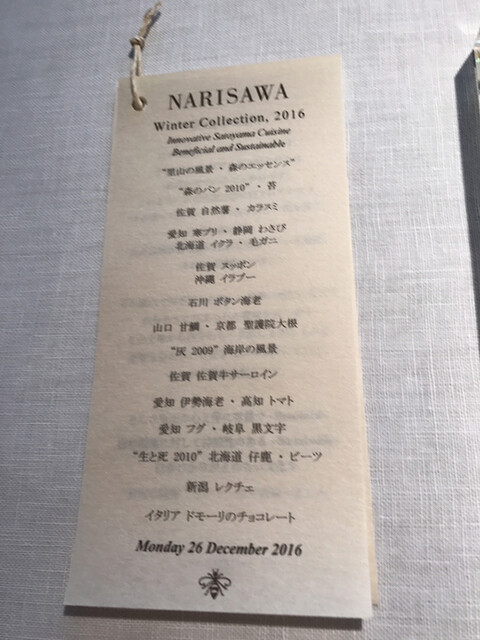 NARISAWA
Winter Collection, 2016
Innovative Satoyama Cuisine
Beneficial and Sustainable
“里山の風景・森のエッセンス”
“森のパン 2010”・苔
佐賀 自然薯・カラスミ
愛知 寒ブリ・静岡 わさび
北海道 イクラ・毛ガニ
佐賀 スッポン
沖縄 イラブー
石川 ボタン海老
山口 甘鯛・京都 聖護院大根
“灰 2009” 海岸の風景
佐賀 佐賀牛サーロイン
愛知 伊勢海老・高知 トマト
愛知 フグ・岐阜 黒文字
“生と死 2010” 北海道 仔鹿・ビーツ
新潟 レクチェ
イタリア ドモーリのチョコレート
Monday 26 December 2016